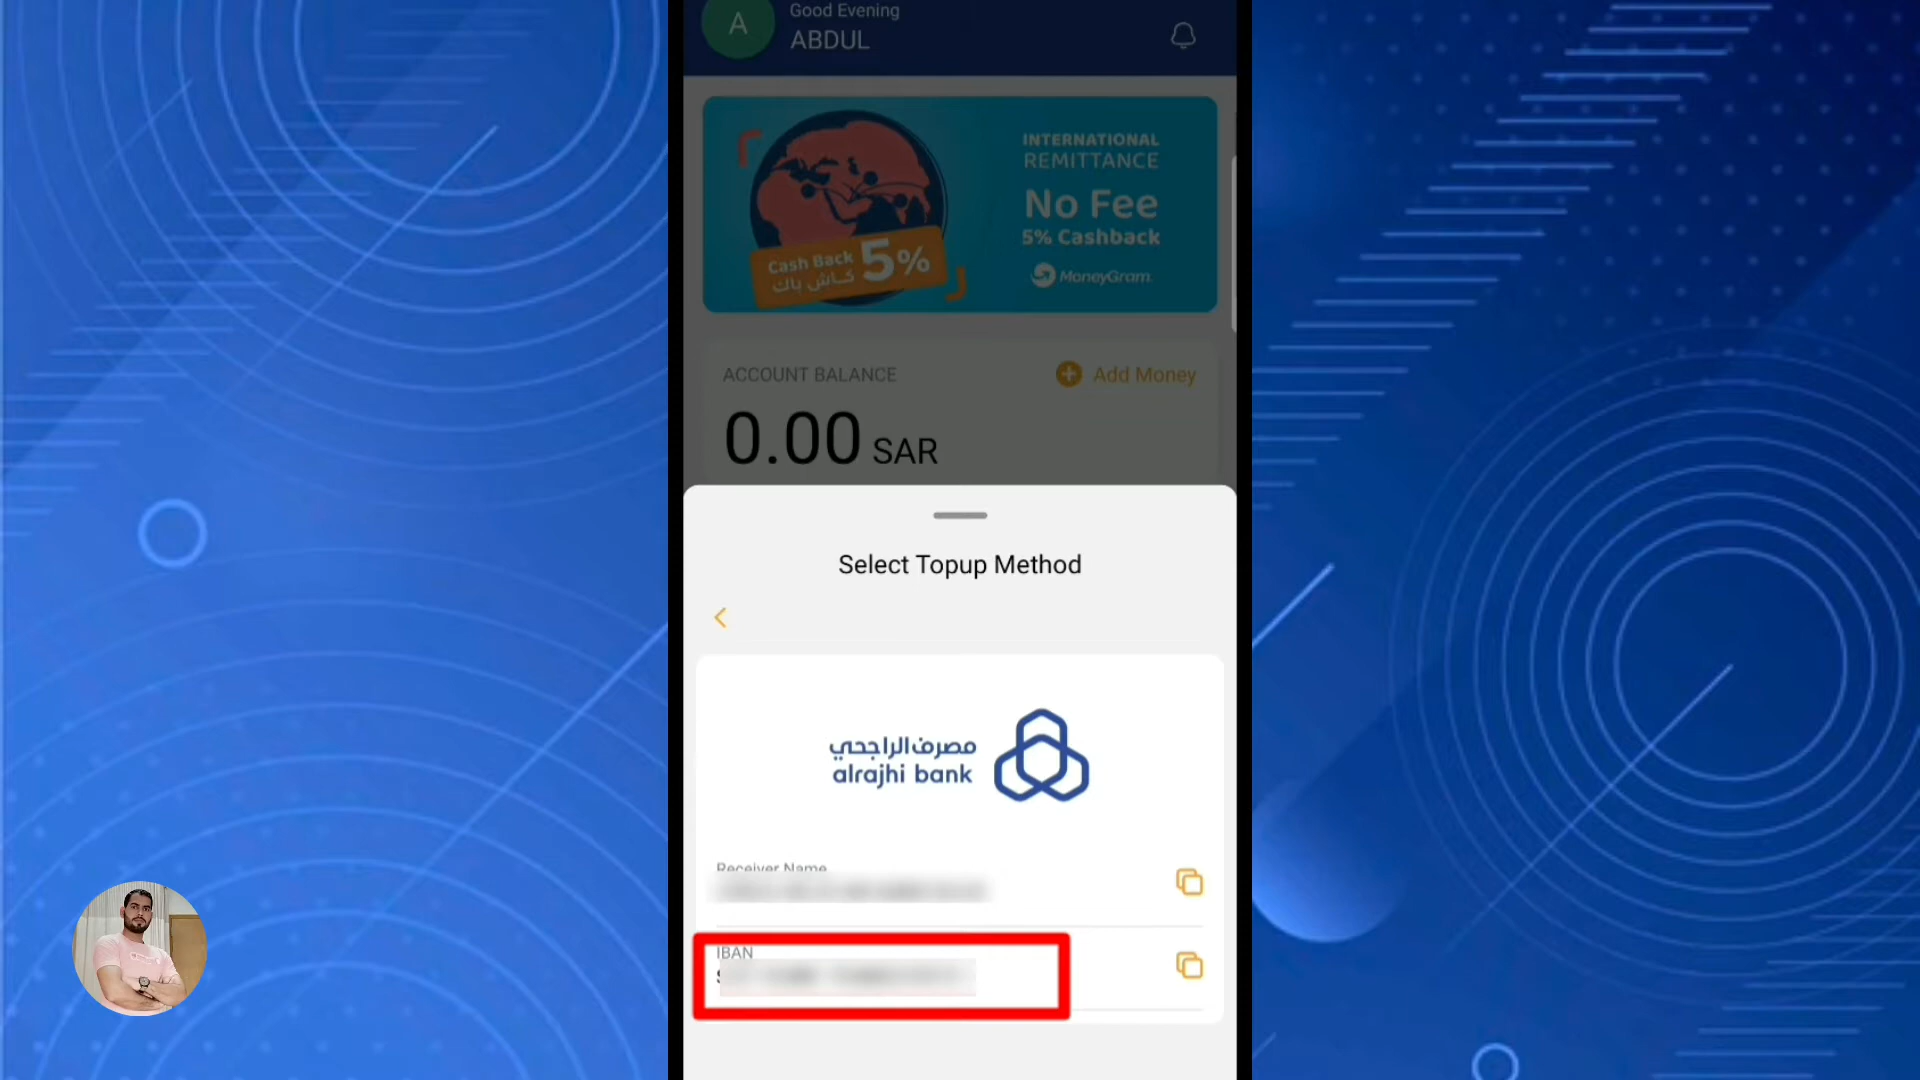 A
Good Evening
ABDUL
INTERNATIONAL
REMITTANCE
No Fee
5% Cashback
MoneyGram.
Cash Back 5%
كاش باك
ACCOUNT BALANCE
Add Money
0.00 SAR
Select Topup Method
مصرف الراجحي
alrajhi bank
Receiver Name
IBAN